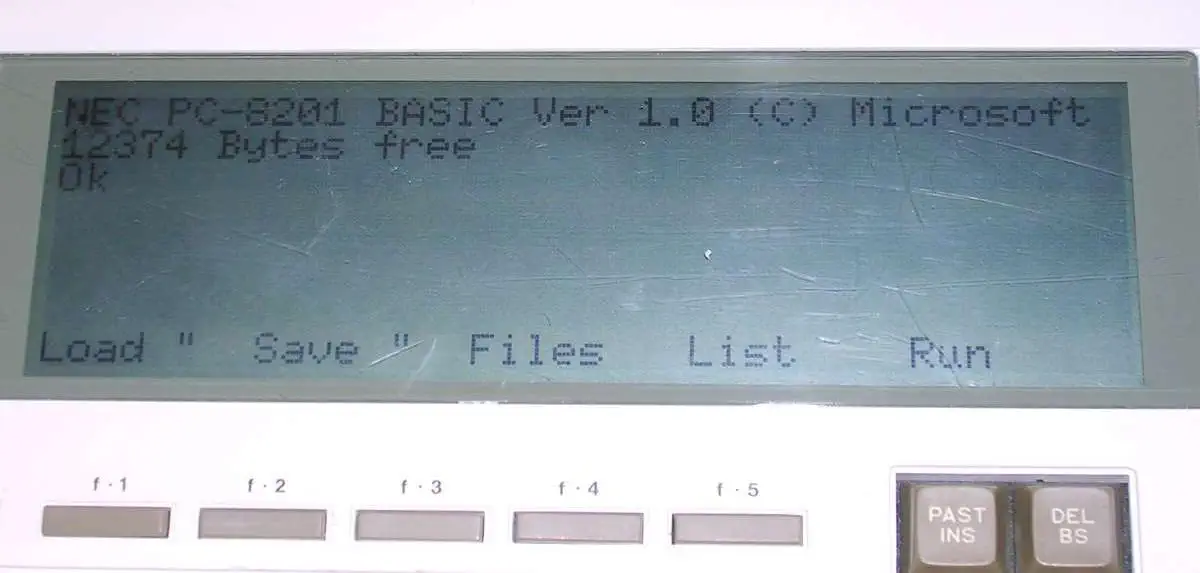 NEC PC-8201 BASIC Ver 1.0 (C) Microsoft
12374 Bytes free
Ok
Load " Save " Files List Run
f·1 f·2 f·3 f·4 f·5
PAST DEL
INS BS